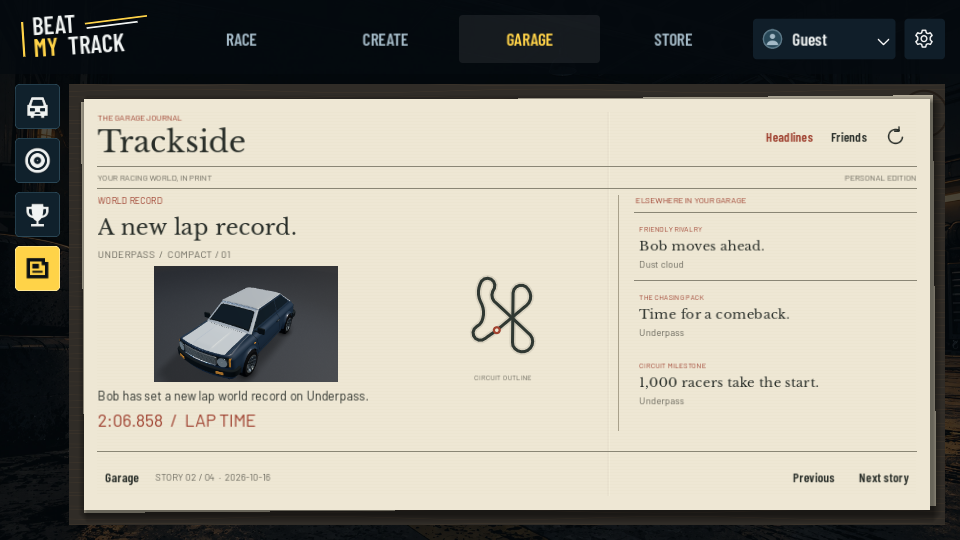 BEAT
MY TRACK
RACE
CREATE
GARAGE
STORE
Guest
THE GARAGE JOURNAL
Trackside
Headlines
Friends
YOUR RACING WORLD, IN PRINT
PERSONAL EDITION
WORLD RECORD
A new lap record.
UNDERPASS / COMPACT / 01
CIRCUIT OUTLINE
Bob has set a new lap world record on Underpass.
2:06.858 / LAP TIME
ELSEWHERE IN YOUR GARAGE
FRIENDLY RIVALRY
Bob moves ahead.
Dust cloud
THE CHASING PACK
Time for a comeback.
Underpass
CIRCUIT MILESTONE
1,000 racers take the start.
Underpass
Garage
STORY 02 / 04 · 2026-10-16
Previous
Next story